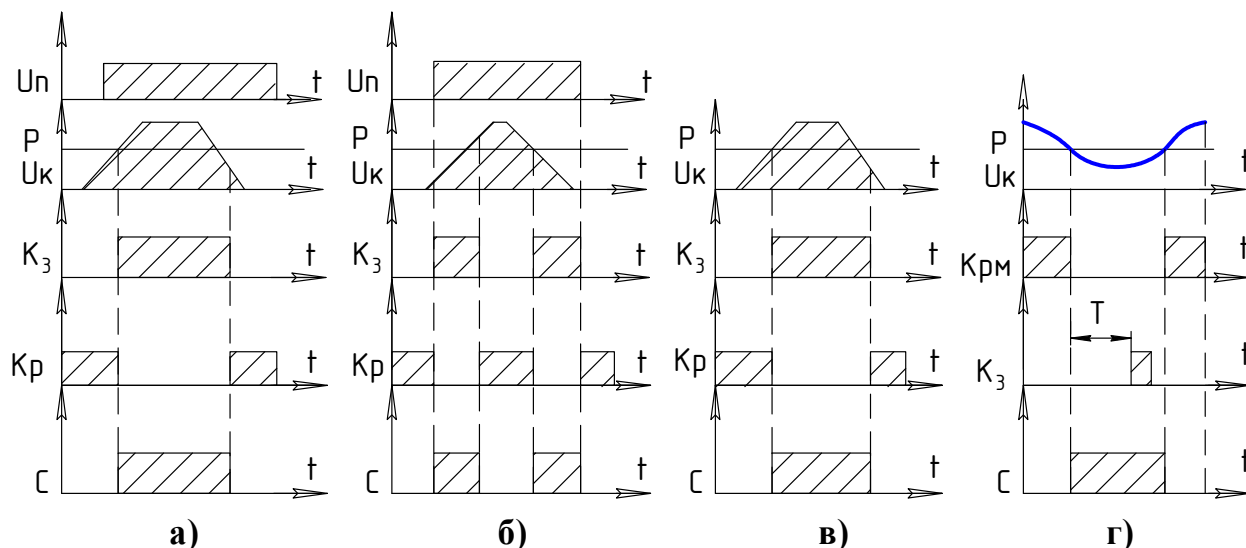 Uп t Uп t
P t P t P t P t
Uк Uк Uк Uк
K3 t K3 t K3 t Kрм t
T
Kр t Kр t Kр t K3 t
C t C t C t C t
а) б) в) г)